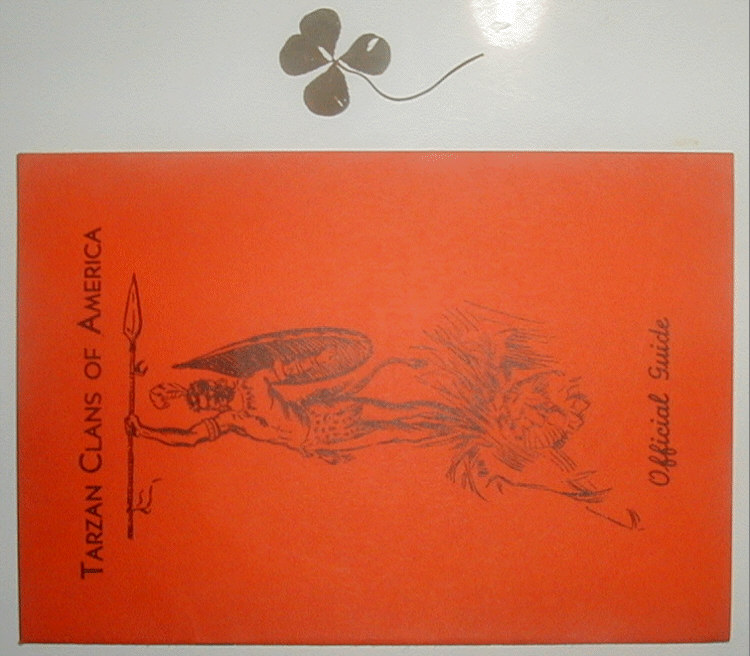 TARZAN CLANS OF AMERICA
Official Guide